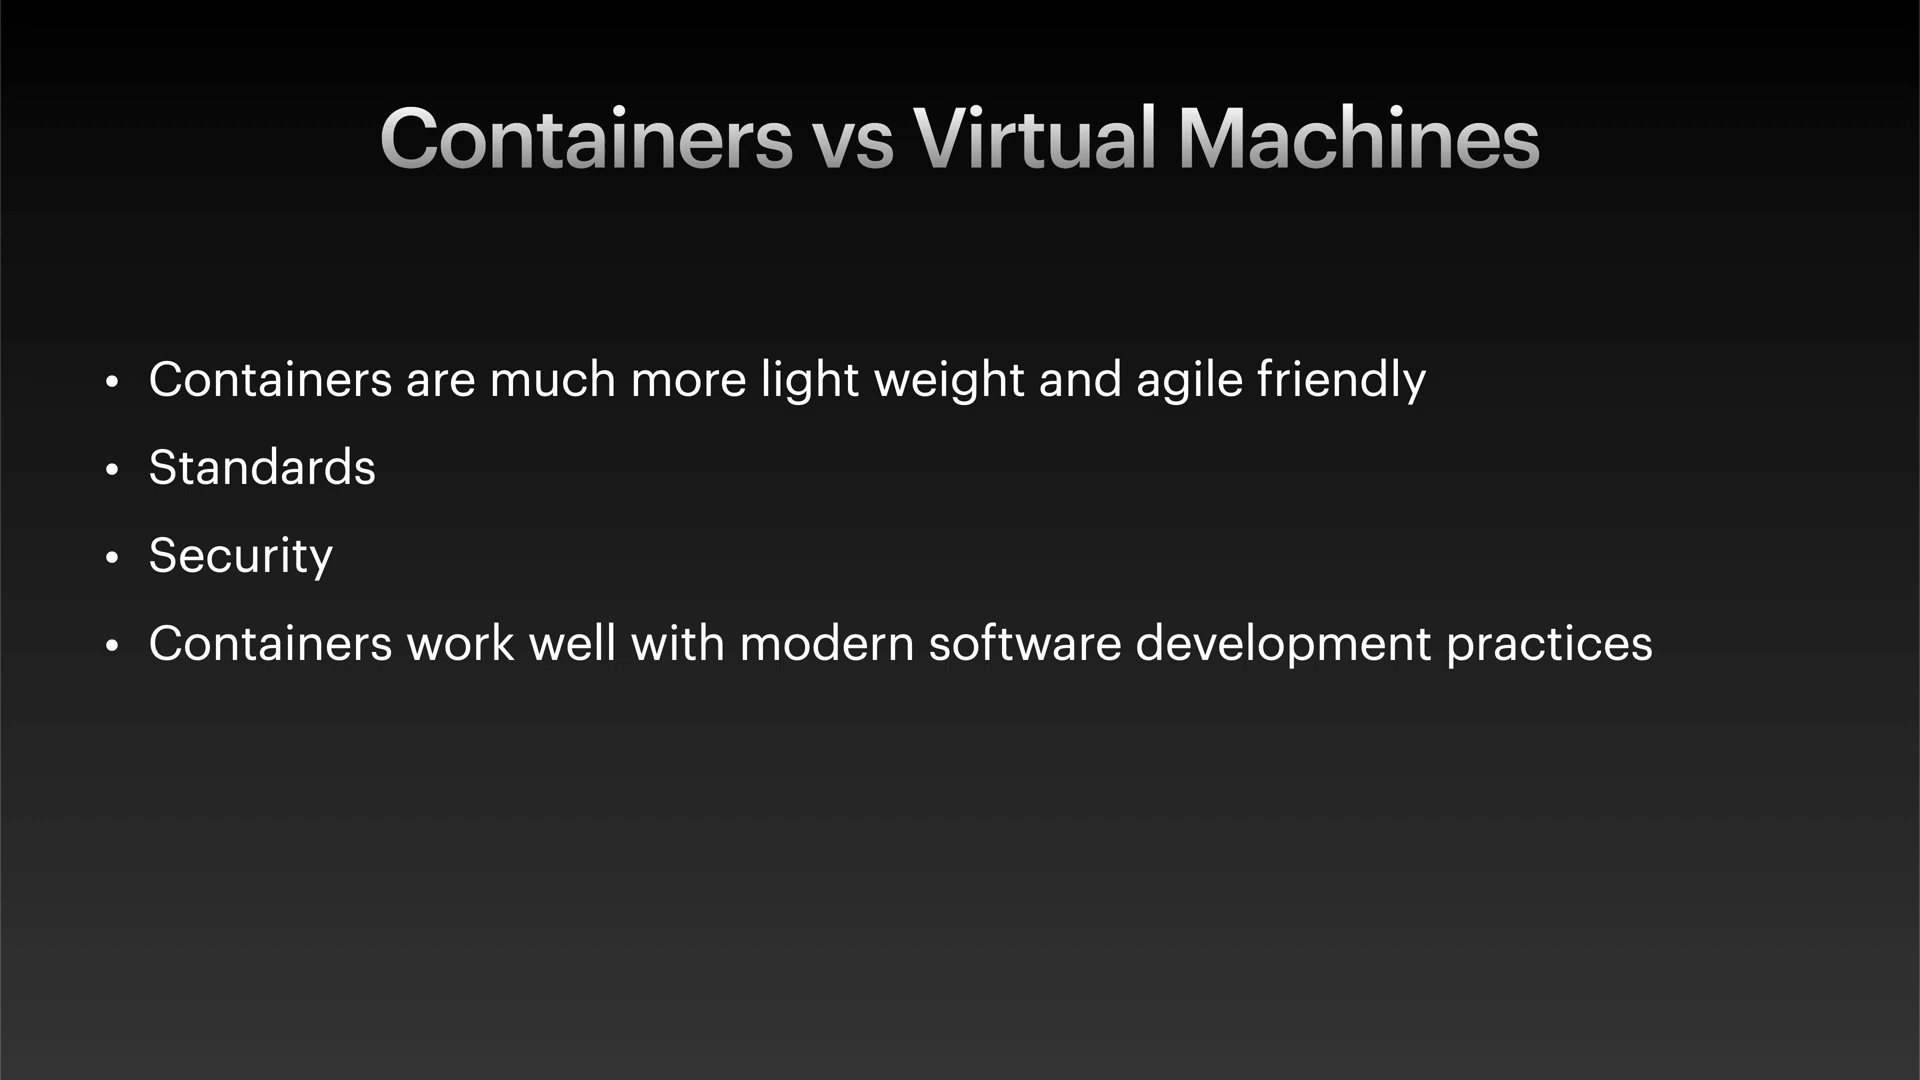 Containers vs Virtual Machines
• Containers are much more light weight and agile friendly
• Standards
• Security
• Containers work well with modern software development practices